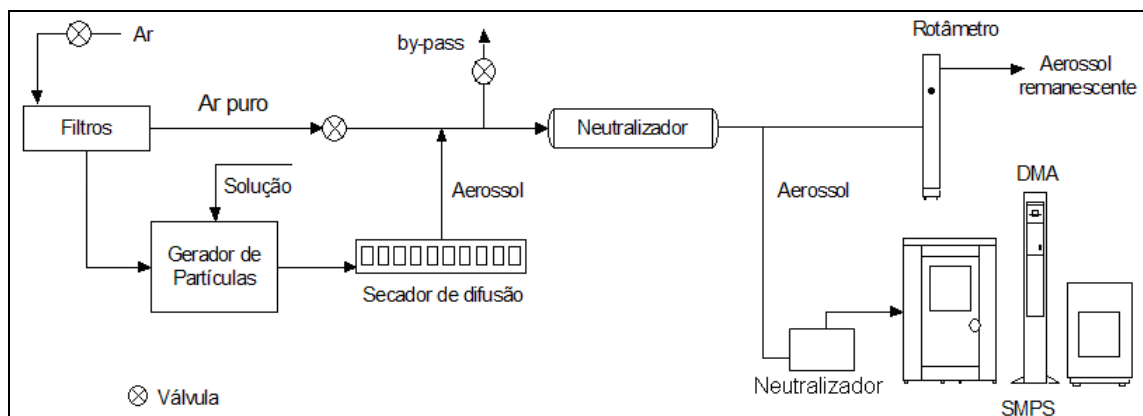 Ar
by-pass
Rotâmetro
Aerossol
remanescente
Filtros
Ar puro
Neutralizador
Solução
Aerossol
Aerossol
DMA
Gerador de
Partículas
Secador de difusão
Neutralizador
Válvula
SMPS